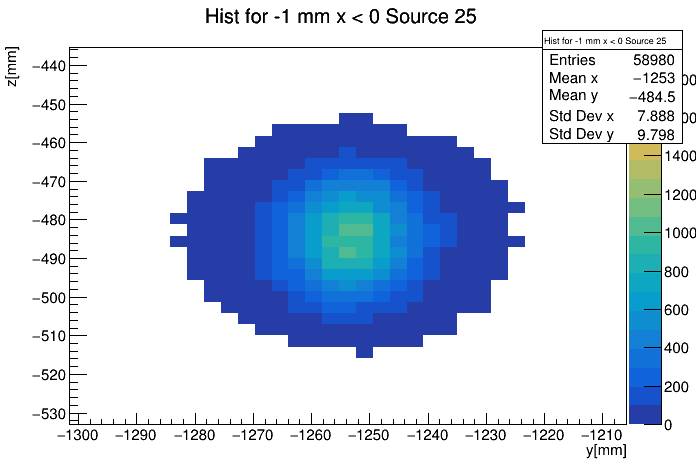 Hist for -1 mm x < 0 Source 25
Hist for -1 mm x < 0 Source 25
Entries 58980
Mean x −1253
Mean y −484.5
Std Dev x 7.888
Std Dev y 9.798
z[mm]
−440
−450
−460
−470
−480
−490
−500
−510
−520
−530
−1300 −1290 −1280 −1270 −1260 −1250 −1240 −1230 −1220 −1210
y[mm]
1400
1200
1000
800
600
400
200
0